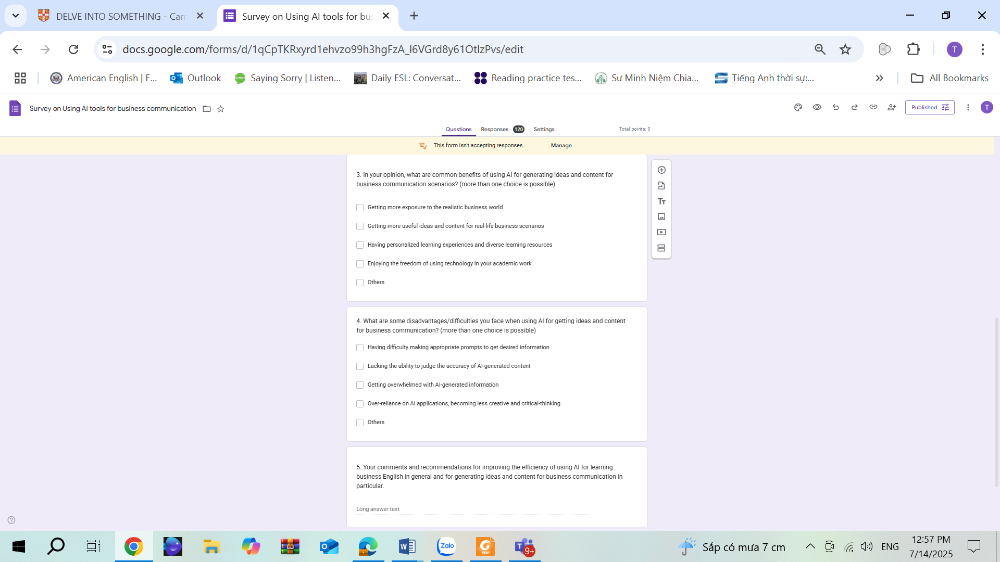 DELVE INTO SOMETHING - Cam
Survey on Using AI tools for bus
docs.google.com/forms/d/1qCpTKRxyrd1ehvzo99h3hgFzA_l6VGrd8y61OtlzPvs/edit
T
American English | F...
Outlook
Saying Sorry | Listen...
Daily ESL: Conversat...
Reading practice tes...
Sư Minh Niệm Chia...
Tiếng Anh thời sự:...
All Bookmarks
Survey on Using AI tools for business communication
Published
T
Questions
Responses 120
Settings
Total points: 0
This form isn't accepting responses.
Manage
3. In your opinion, what are common benefits of using AI for generating ideas and content for
business communication scenarios? (more than one choice is possible)
Getting more exposure to the realistic business world
Getting more useful ideas and content for real-life business scenarios
Having personalized learning experiences and diverse learning resources
Enjoying the freedom of using technology in your academic work
Others
4. What are some disadvantages/difficulties you face when using AI for getting ideas and content
for business communication? (more than one choice is possible)
Having difficulty making appropriate prompts to get desired information
Lacking the ability to judge the accuracy of AI-generated content
Getting overwhelmed with AI-generated information
Over-reliance on AI applications, becoming less creative and critical-thinking
Others
5. Your comments and recommendations for improving the efficiency of using AI for learning
business English in general and for generating ideas and content for business communication in
particular.
Long answer text
Zalo
PDF
9+
Sắp có mưa 7 cm
ENG
12:57 PM
7/14/2025